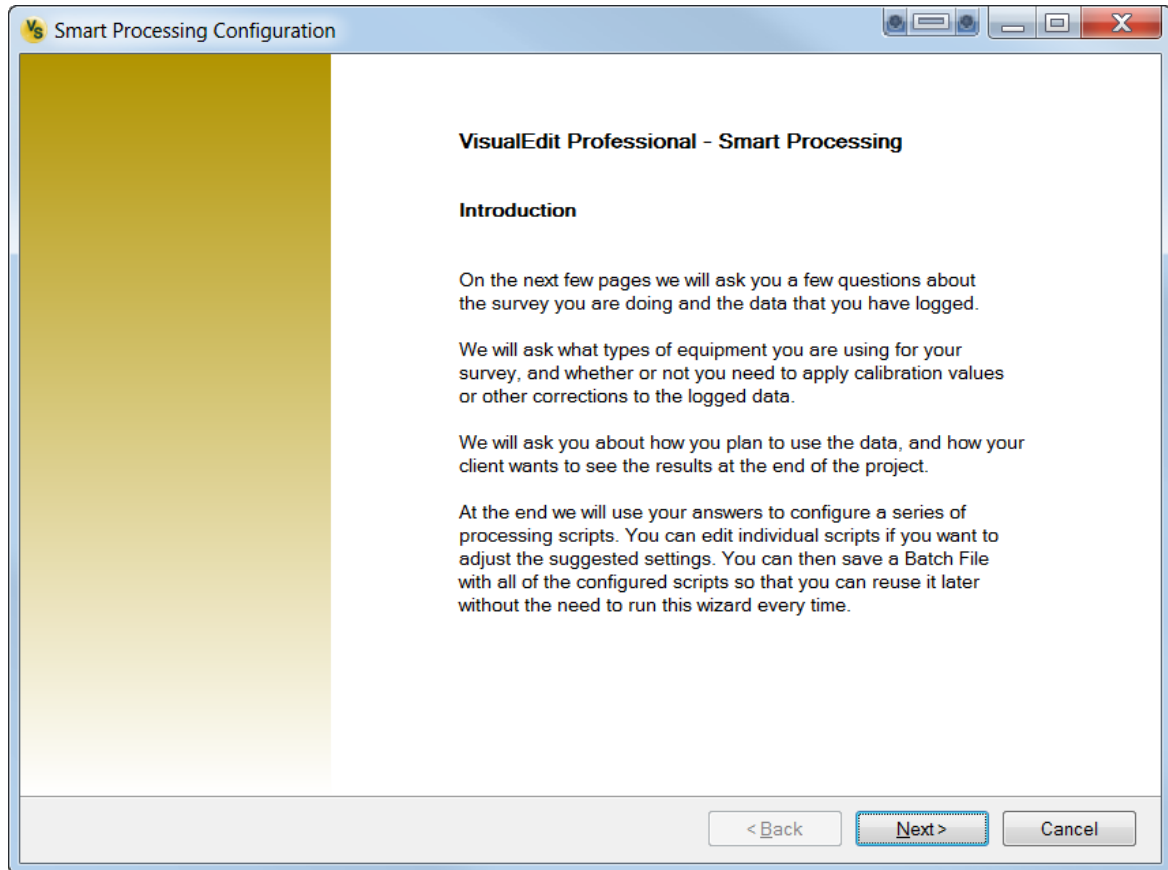 VS Smart Processing Configuration
VisualEdit Professional - Smart Processing
Introduction
On the next few pages we will ask you a few questions about
the survey you are doing and the data that you have logged.
We will ask what types of equipment you are using for your
survey, and whether or not you need to apply calibration values
or other corrections to the logged data.
We will ask you about how you plan to use the data, and how your
client wants to see the results at the end of the project.
At the end we will use your answers to configure a series of
processing scripts. You can edit individual scripts if you want to
adjust the suggested settings. You can then save a Batch File
with all of the configured scripts so that you can reuse it later
without the need to run this wizard every time.
< Back Next > Cancel